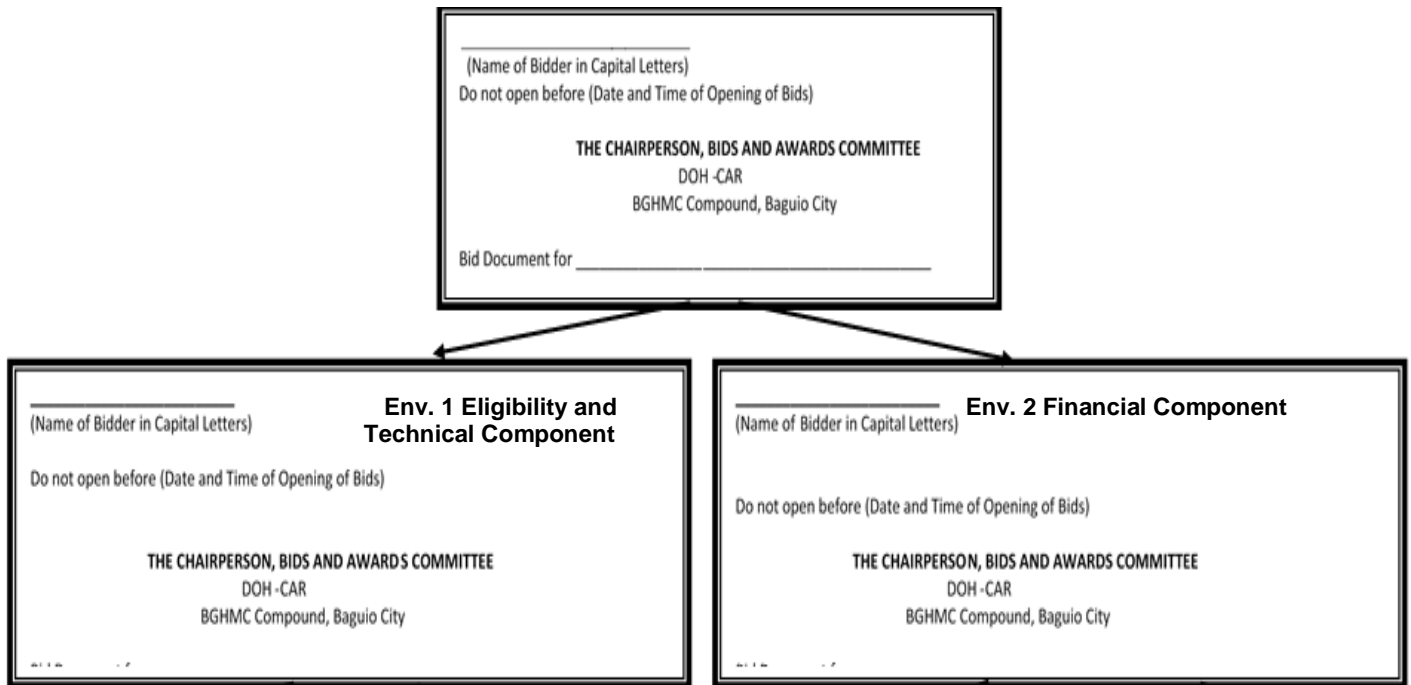 (Name of Bidder in Capital Letters)
Do not open before (Date and Time of Opening of Bids)
THE CHAIRPERSON, BIDS AND AWARDS COMMITTEE
DOH -CAR
BGHMC Compound, Baguio City
Bid Document for ____________________
Env. 1 Eligibility and
Technical Component
(Name of Bidder in Capital Letters)
Do not open before (Date and Time of Opening of Bids)
THE CHAIRPERSON, BIDS AND AWARDS COMMITTEE
DOH -CAR
BGHMC Compound, Baguio City
Env. 2 Financial Component
(Name of Bidder in Capital Letters)
Do not open before (Date and Time of Opening of Bids)
THE CHAIRPERSON, BIDS AND AWARDS COMMITTEE
DOH -CAR
BGHMC Compound, Baguio City